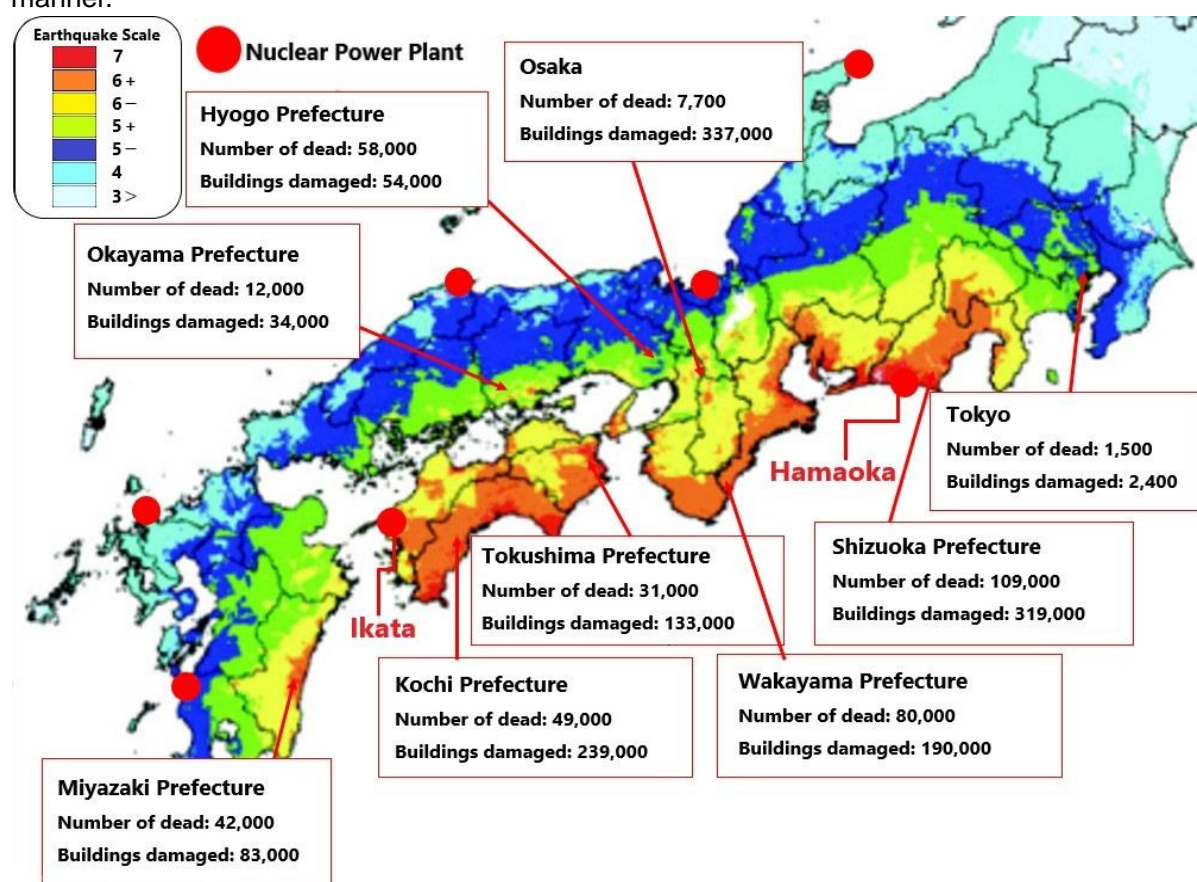 manner.
Earthquake Scale
7
6+
6−
5+
5−
4
3>
Nuclear Power Plant
Osaka
Number of dead: 7,700
Buildings damaged: 337,000
Hyogo Prefecture
Number of dead: 58,000
Buildings damaged: 54,000
Okayama Prefecture
Number of dead: 12,000
Buildings damaged: 34,000
Tokyo
Number of dead: 1,500
Buildings damaged: 2,400
Hamaoka
Shizuoka Prefecture
Number of dead: 109,000
Buildings damaged: 319,000
Tokushima Prefecture
Number of dead: 31,000
Buildings damaged: 133,000
Ikata
Kochi Prefecture
Number of dead: 49,000
Buildings damaged: 239,000
Wakayama Prefecture
Number of dead: 80,000
Buildings damaged: 190,000
Miyazaki Prefecture
Number of dead: 42,000
Buildings damaged: 83,000